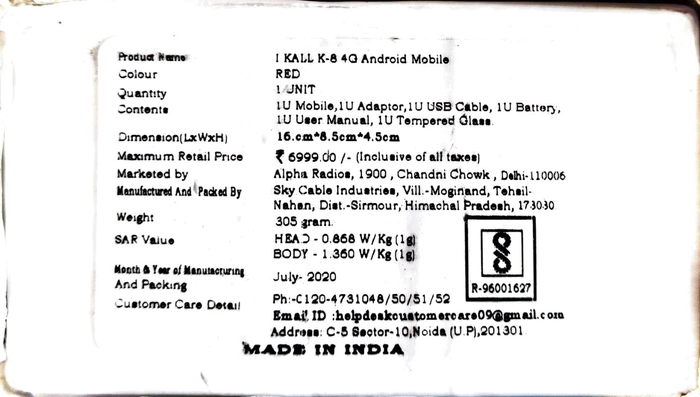 Product Name I KALL K-8 4G Android Mobile
Colour RED
Quantity 1 UNIT
Contents 1U Mobile,1U Adaptor,1U USB Cable, 1U Battery,
1U User Manual, 1U Tempered Glass.
Dimension(LxWxH) 16.cm*8.5cm*4.5cm
Maximum Retail Price ₹ 6999.00 /- (Inclusive of all taxes)
Marketed by Alpha Radios, 1900 , Chandni Chowk , Delhi-110006
Manufactured And Packed By Sky Cable Industries, Vill.-Moginand, Tehsil-
Nahan, Dist.-Sirmour, Himachal Pradesh, 173030
Weight 305 gram.
SAR Value HEAD - 0.868 W/Kg (1g)
BODY - 1.360 W/Kg (1g)
R-96001627
Month & Year of Manufacturing
And Packing July- 2020
Customer Care Detail Ph:-0120-4731048/50/51/52
Email ID :helpdeskcustomercare09@gmail.com
Address: C-5 Sector-10,Noida (U.P),201301
MADE IN INDIA